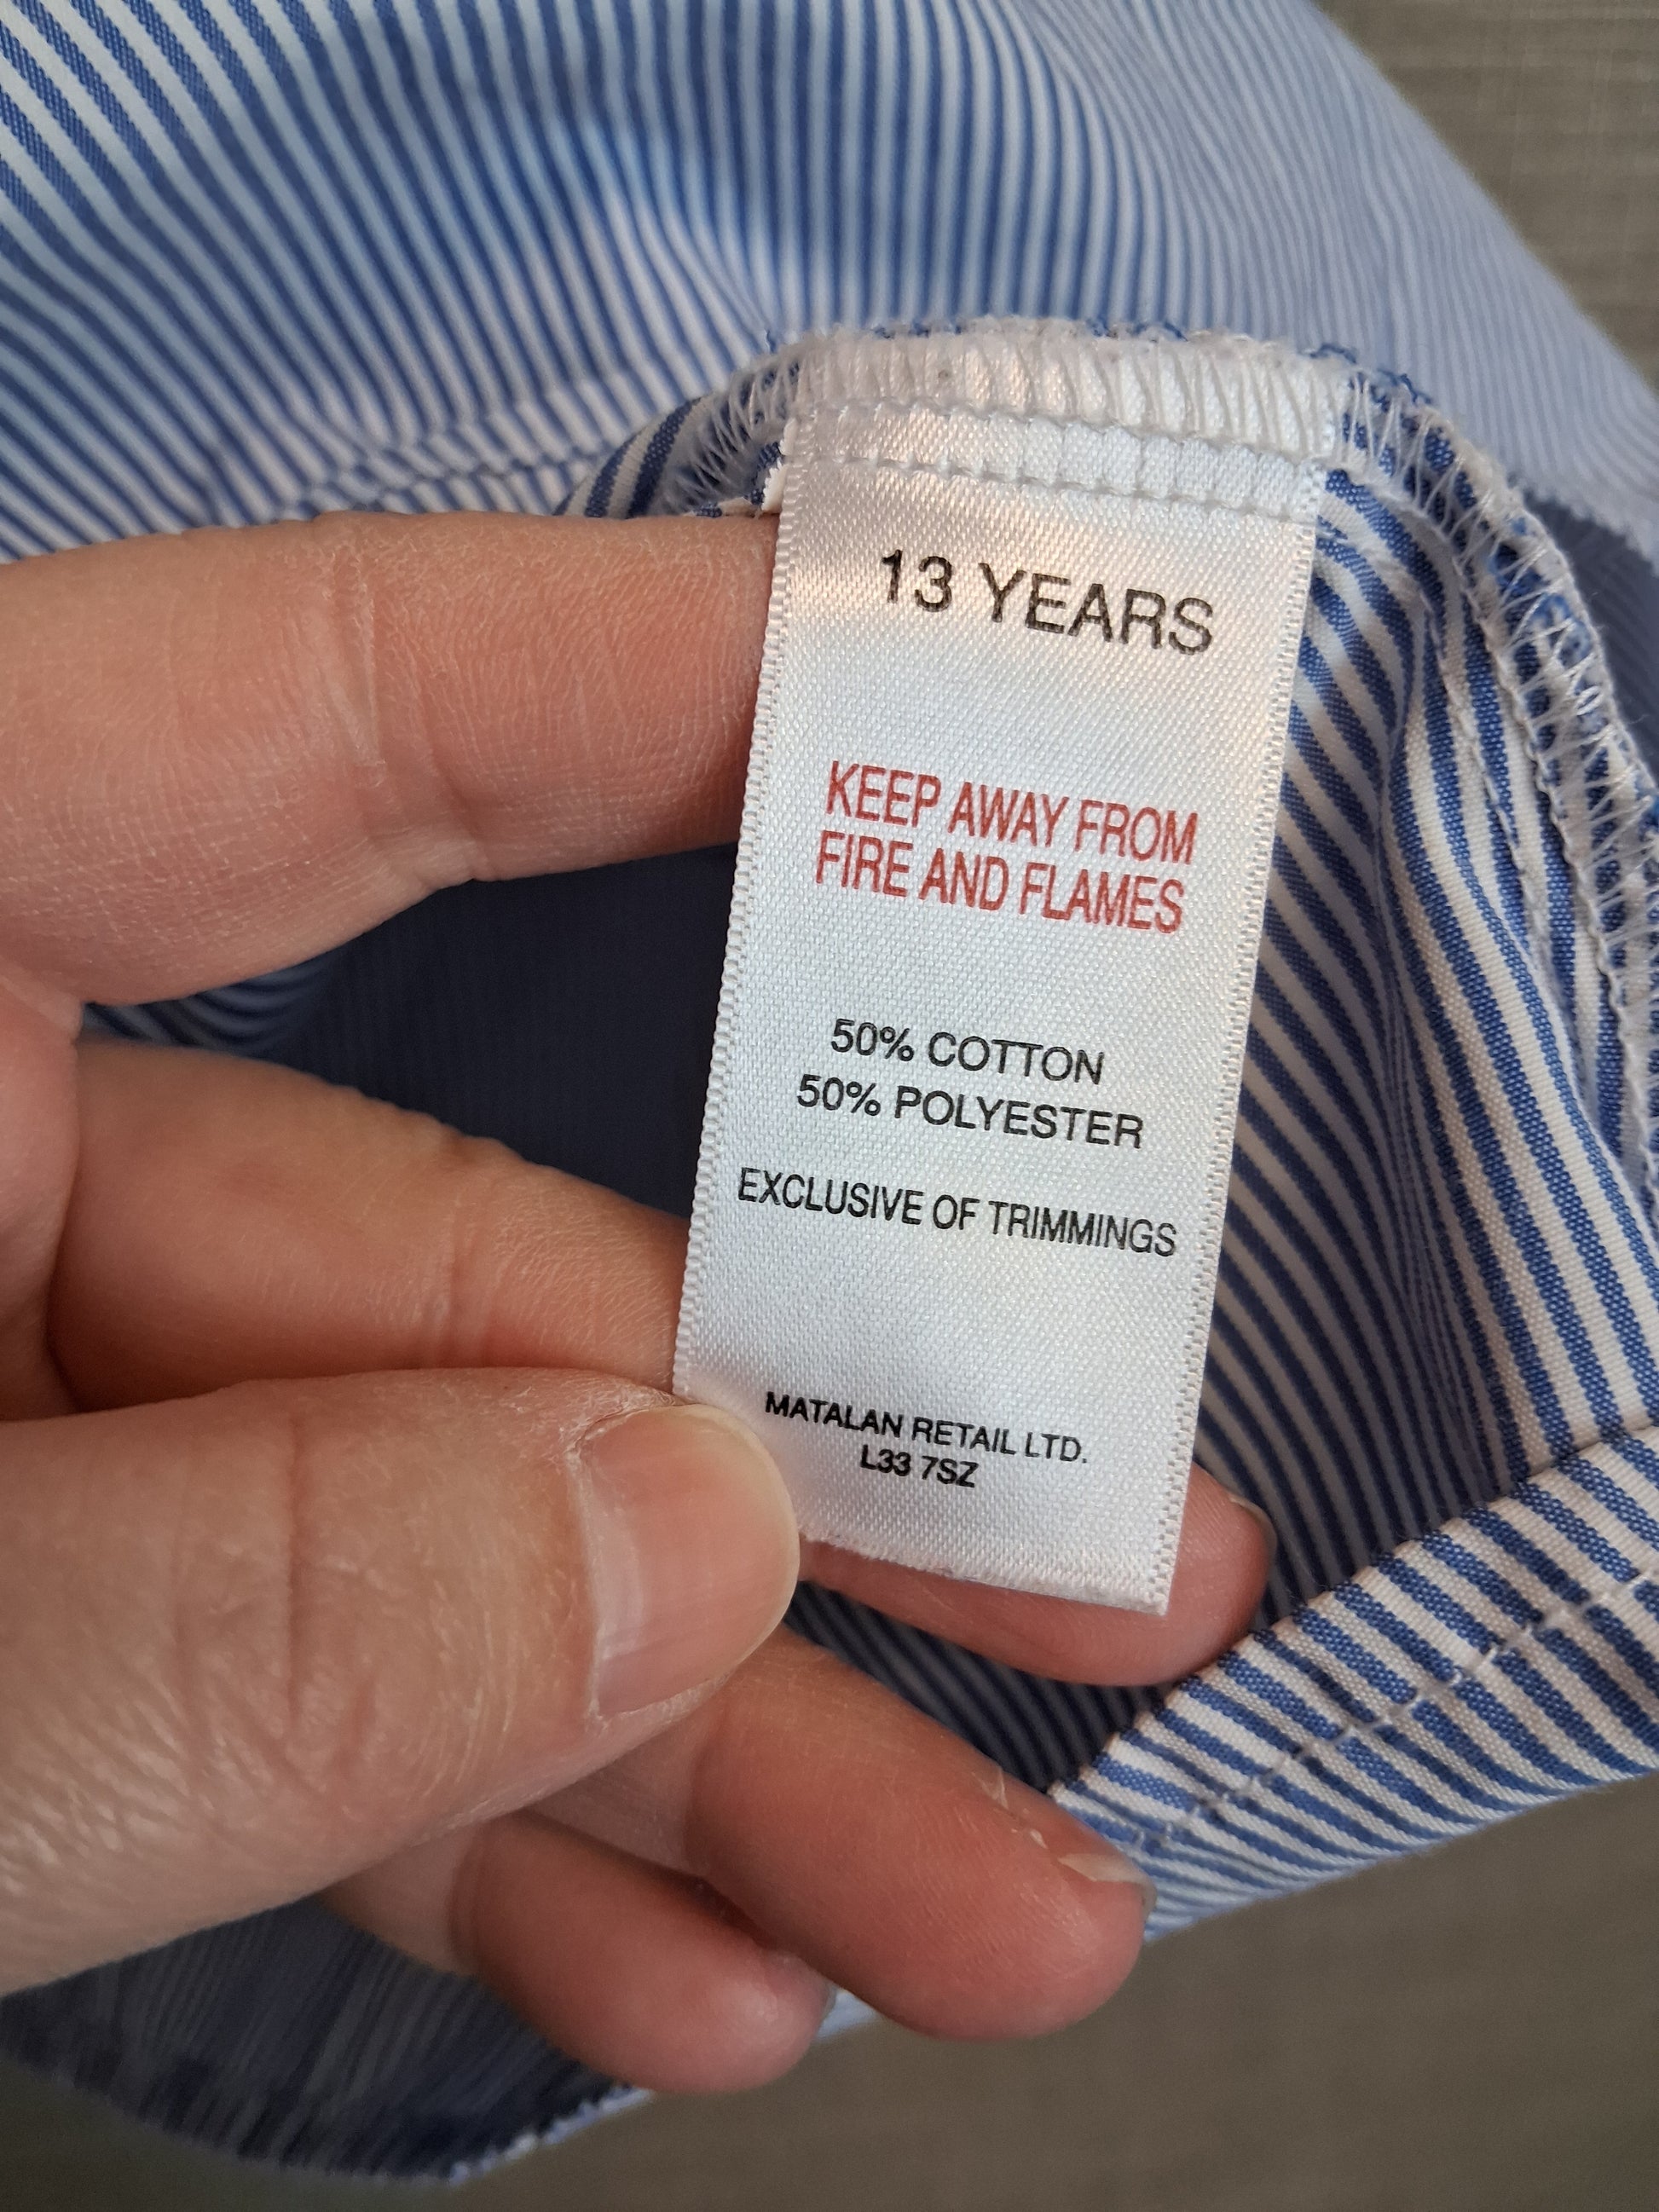 13 YEARS
KEEP AWAY FROM
FIRE AND FLAMES
50% COTTON
50% POLYESTER
EXCLUSIVE OF TRIMMINGS
MATALAN RETAIL LTD.
L33 7SZ